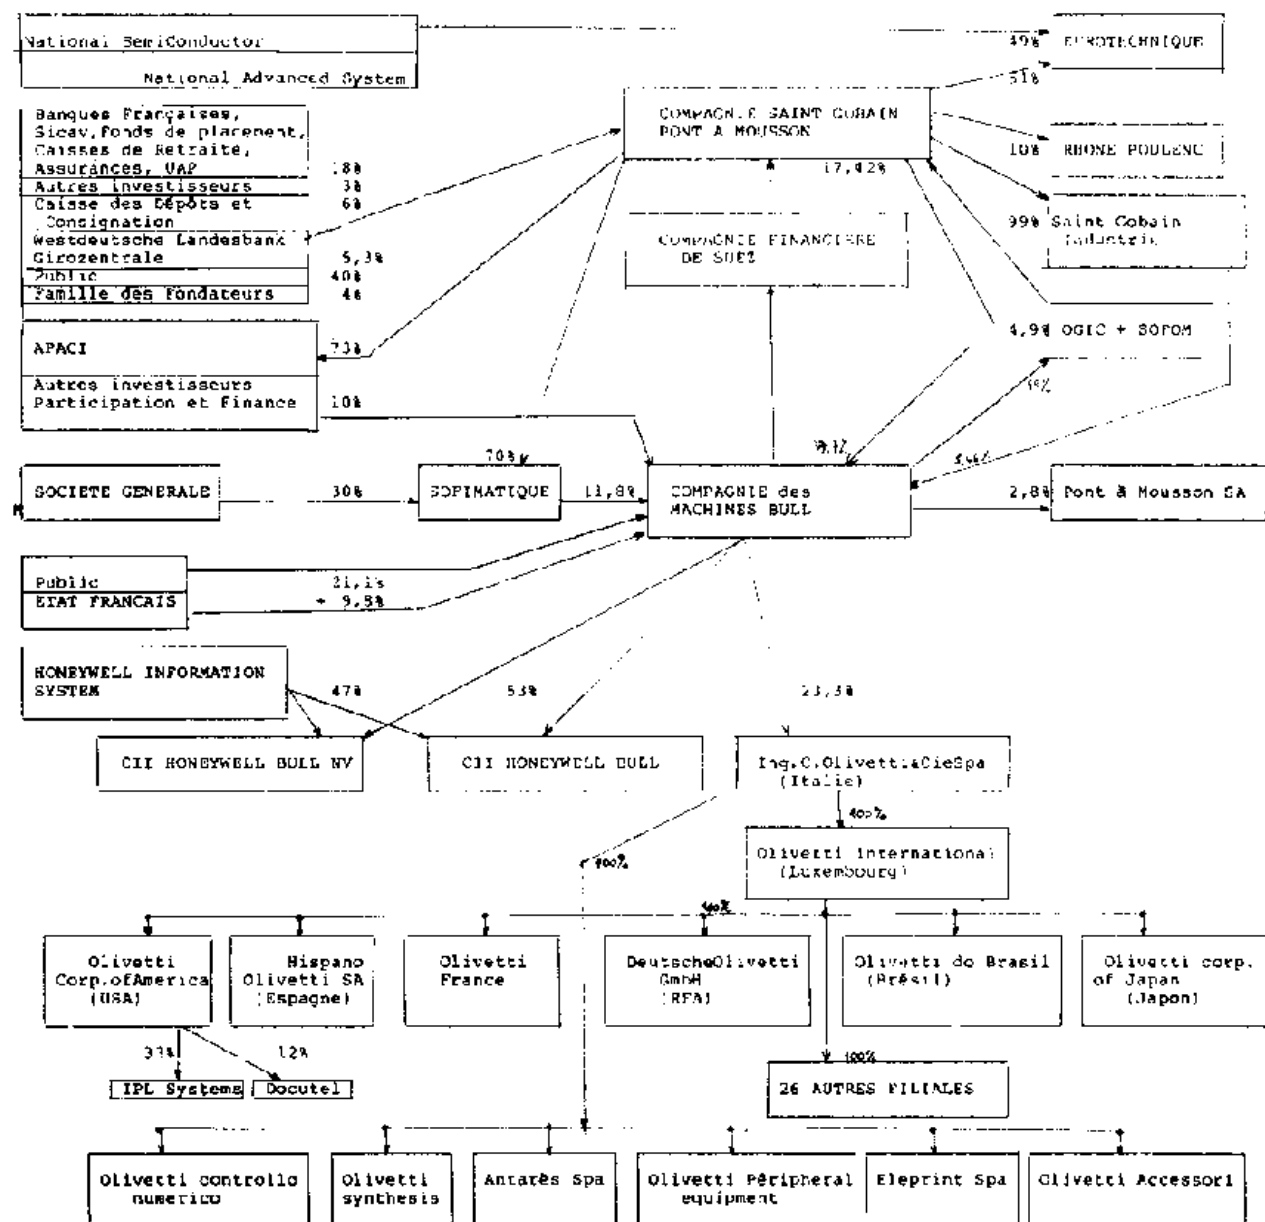 National SemiConductor
National Advanced System
49% EUROTECHNIQUE
51%
Banques Françaises,
Sicav,fonds de placement,
Caisses de Retraite,
Assurances, UAP 18%
Autres investisseurs 3%
Caisse des Dépôts et 6%
Consignation
Westdeutsche Landesbank
Girozentrale 5,3%
Public 40%
Famille des Fondateurs 4%
COMPAGNIE SAINT GOBAIN
PONT A MOUSSON
17,42%
10% RHONE POULENC
99% Saint Gobain
Industrie
COMPAGNIE FINANCIERE
DE SUEZ
APACI 73%
Autres investisseurs
Participation et Finance 10%
4,9% OGIC + SOFOM
70%
SOCIETE GENERALE 30%
SOFIMATIQUE 11,8%
COMPAGNIE des
MACHINES BULL
2,8% Pont à Mousson SA
Public 21,1%
ETAT FRANCAIS + 9,5%
HONEYWELL INFORMATION
SYSTEM 47% 53% 23,3%
CII HONEYWELL BULL NV
CII HONEYWELL BULL
Ing.C.Olivetti&CieSpa
(Italie)
100%
Olivetti international
(Luxembourg)
100%
100%
Olivetti
Corp.ofAmerica
(USA)
Hispano
Olivetti SA
(Espagne)
Olivetti
France
DeutscheOlivetti
GmbH
(RFA)
Olivetti do Brasil
(Brésil)
Olivetti corp.
of Japan
(Japon)
33% 12%
IPL Systems Docutel
100%
26 AUTRES FILIALES
Olivetti controllo
numerico
Olivetti
synthesis
Antarès Spa
Olivetti Périphéral
equipment
Eleprint Spa
Olivetti Accessori